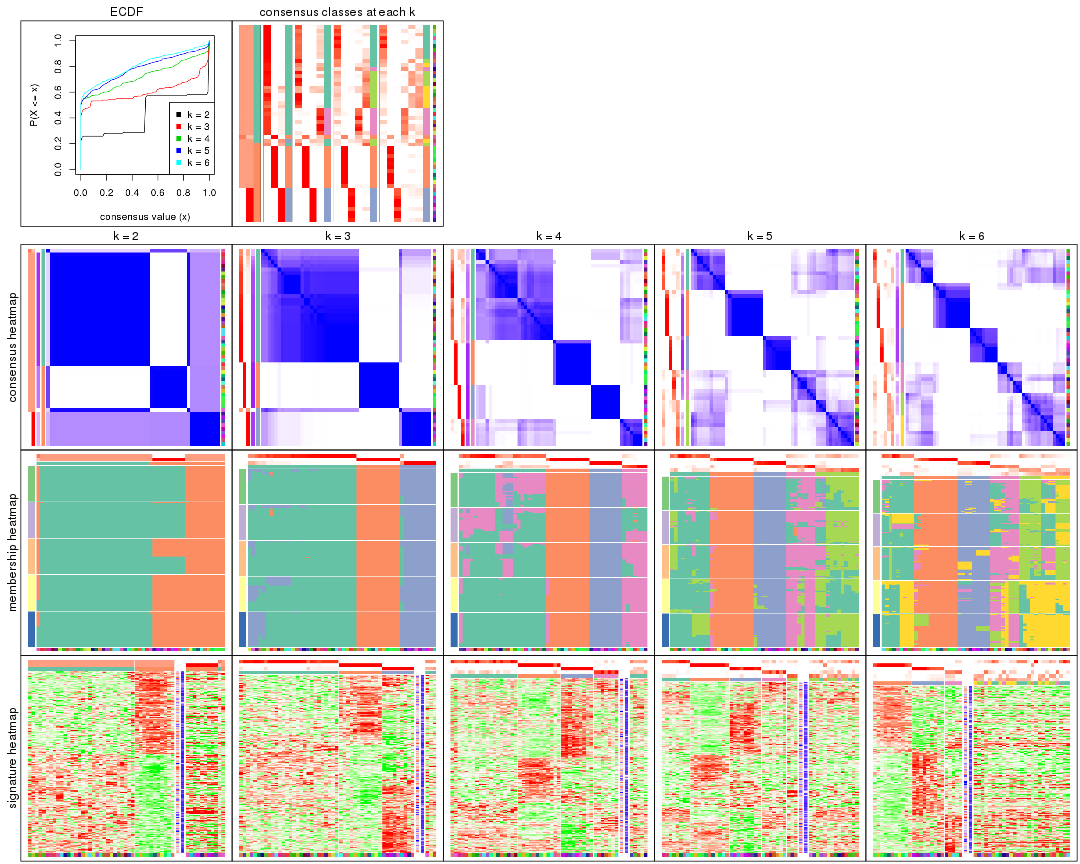 ECDF
consensus classes at each k
P(X <= x)
0.0 0.2 0.4 0.6 0.8 1.0
k = 2
k = 3
k = 4
k = 5
k = 6
0.0 0.2 0.4 0.6 0.8 1.0
consensus value (x)
k = 2
k = 3
k = 4
k = 5
k = 6
consensus heatmap
membership heatmap
signature heatmap